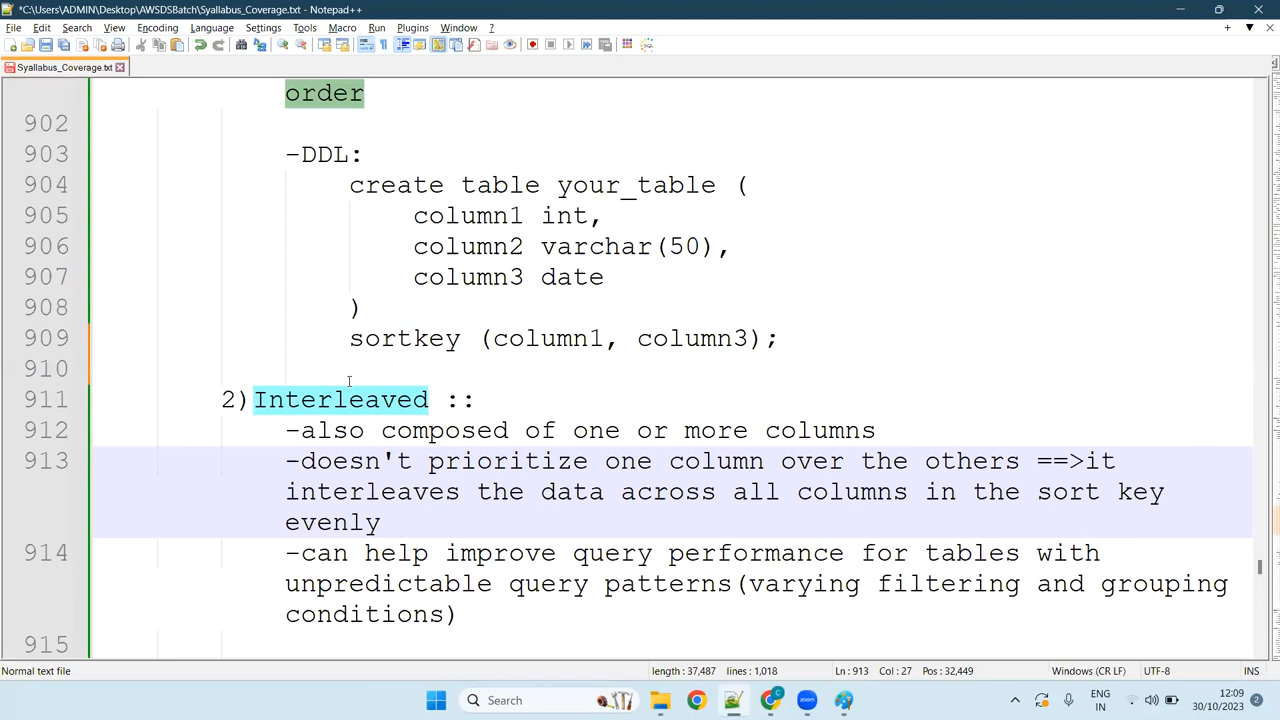 *C:\Users\ADMIN\Desktop\AWSDSBatch\Syallabus_Coverage.txt - Notepad++
File Edit Search View Encoding Language Settings Tools Macro Run Plugins Window ?
Syallabus_Coverage.txt
order
902
903 -DDL:
904 create table your_table (
905 column1 int,
906 column2 varchar(50),
907 column3 date
908 )
909 sortkey (column1, column3);
910
911 2)Interleaved ::
912 -also composed of one or more columns
913 -doesn't prioritize one column over the others ==>it
interleaves the data across all columns in the sort key
evenly
914 -can help improve query performance for tables with
unpredictable query patterns(varying filtering and grouping
conditions)
915
Normal text file length : 37,487 lines : 1,018 Ln : 913 Col : 27 Pos : 32,449 Windows (CR LF) UTF-8 INS
Search ENG 12:09
IN 30/10/2023